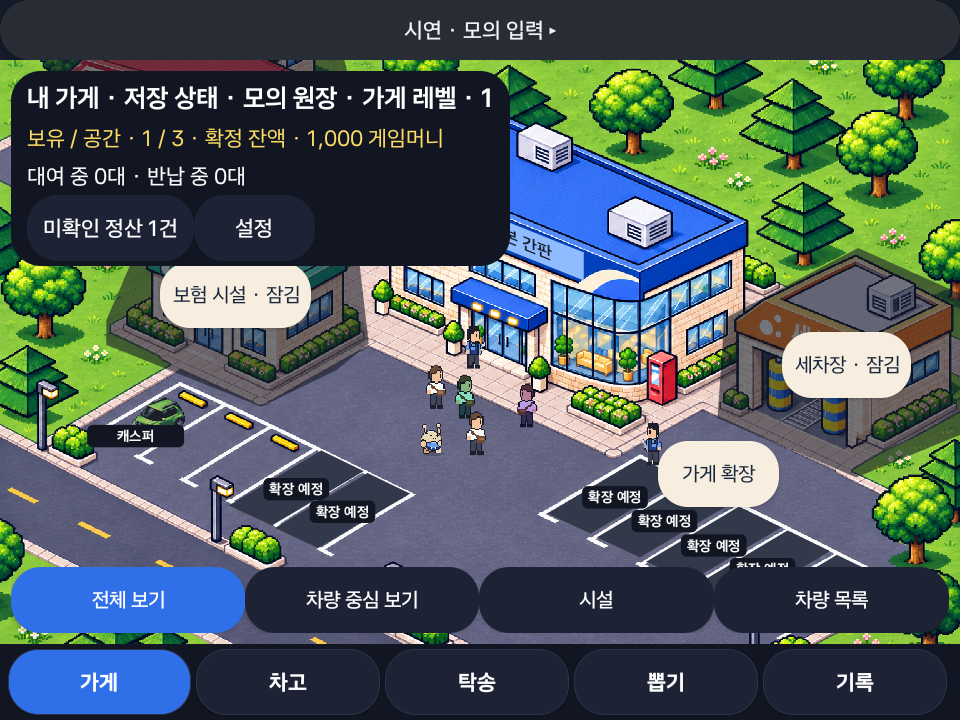 시연 · 모의 입력 ▸
내 가게 · 저장 상태 · 모의 원장 · 가게 레벨 · 1
보유 / 공간 · 1 / 3 · 확정 잔액 · 1,000 게임머니
대여 중 0대 · 반납 중 0대
미확인 정산 1건
설정
간판
보험 시설 · 잠김
세차장 · 잠김
캐스퍼
가게 확장
확장 예정
확장 예정
확장 예정
확장 예정
확장 예정
전체 보기
차량 중심 보기
시설
차량 목록
가게
차고
탁송
뽑기
기록